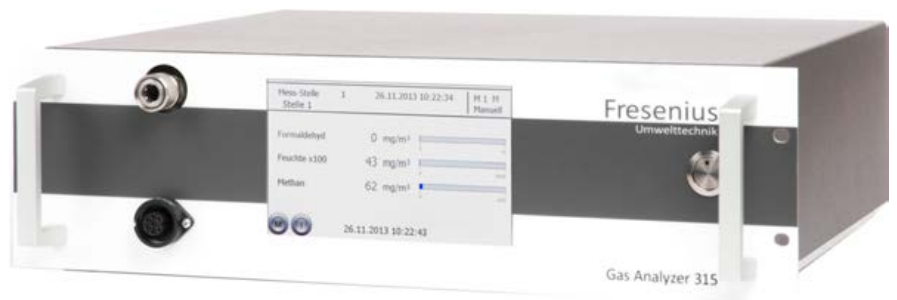 Mess-Stelle 1 26.11.2013 10:22:34 M 1 M
Stelle 1 Manuell
Fresenius
Umwelttechnik
Formaldehyd 0 mg/m³
Feuchte x100 43 mg/m³
Methan 62 mg/m³
26.11.2013 10:22:43
Gas Analyzer 315